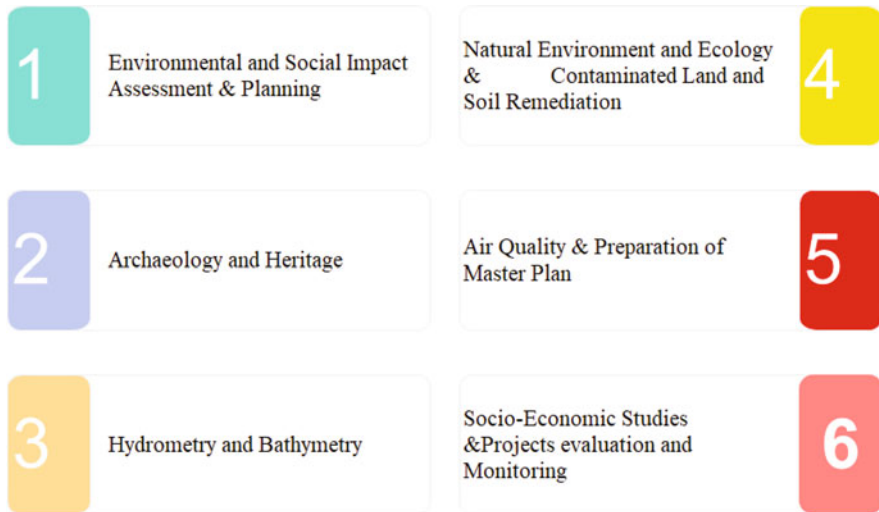 1
Environmental and Social Impact
Assessment & Planning
2
Archaeology and Heritage
3
Hydrometry and Bathymetry
Natural Environment and Ecology
& Contaminated Land and
Soil Remediation
4
Air Quality & Preparation of
Master Plan
5
Socio-Economic Studies
&Projects evaluation and
Monitoring
6